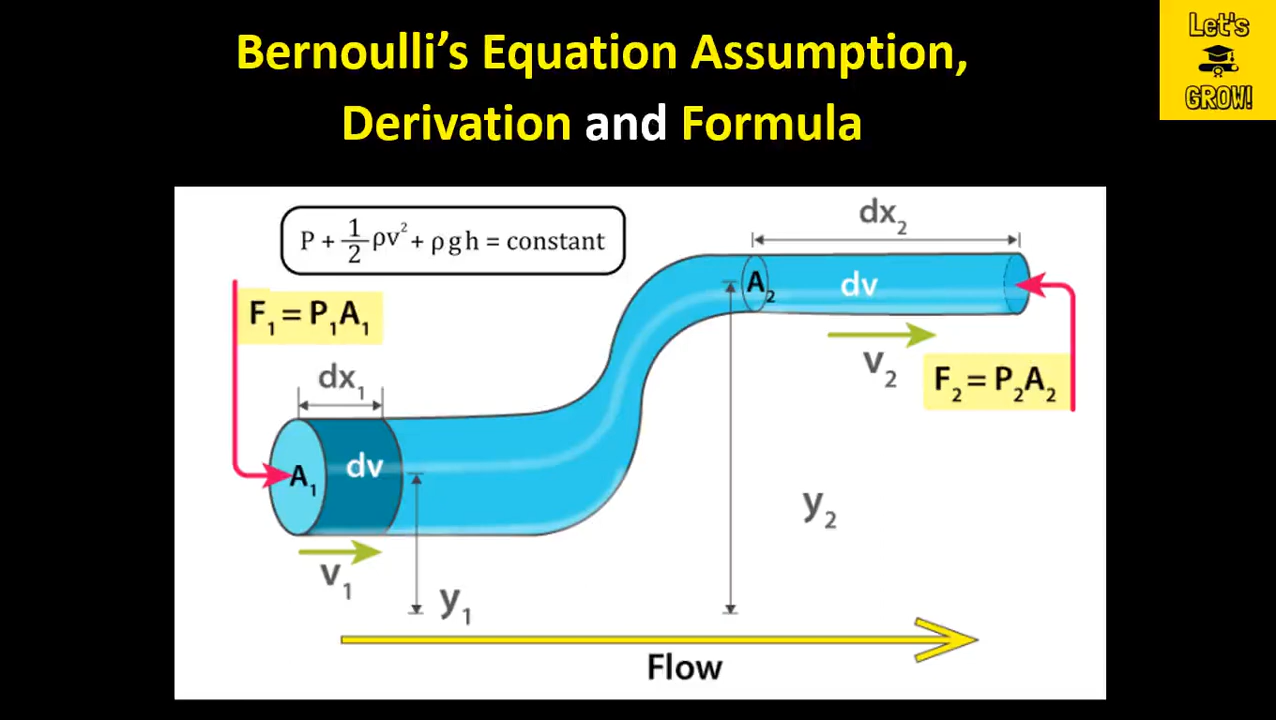 Bernoulli’s Equation Assumption,
Derivation and Formula
Let's
GROW!
P + 1/2 ρv² + ρgh = constant
dx₂
F₁ = P₁A₁
A₂
dv
dx₁
v₂
F₂ = P₂A₂
A₁
dv
y₂
v₁
y₁
Flow